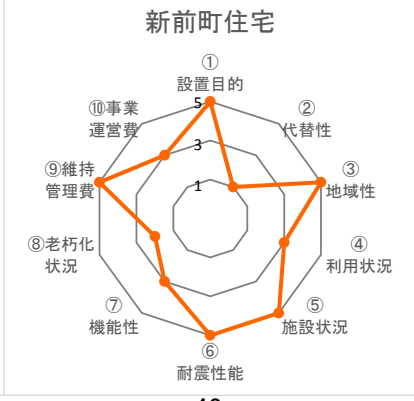 新前町住宅
①
設置目的
②
代替性
③
地域性
④
利用状況
⑤
施設状況
⑥
耐震性能
⑦
機能性
⑧老朽化
状況
⑨維持
管理費
⑩事業
運営費
5
3
1